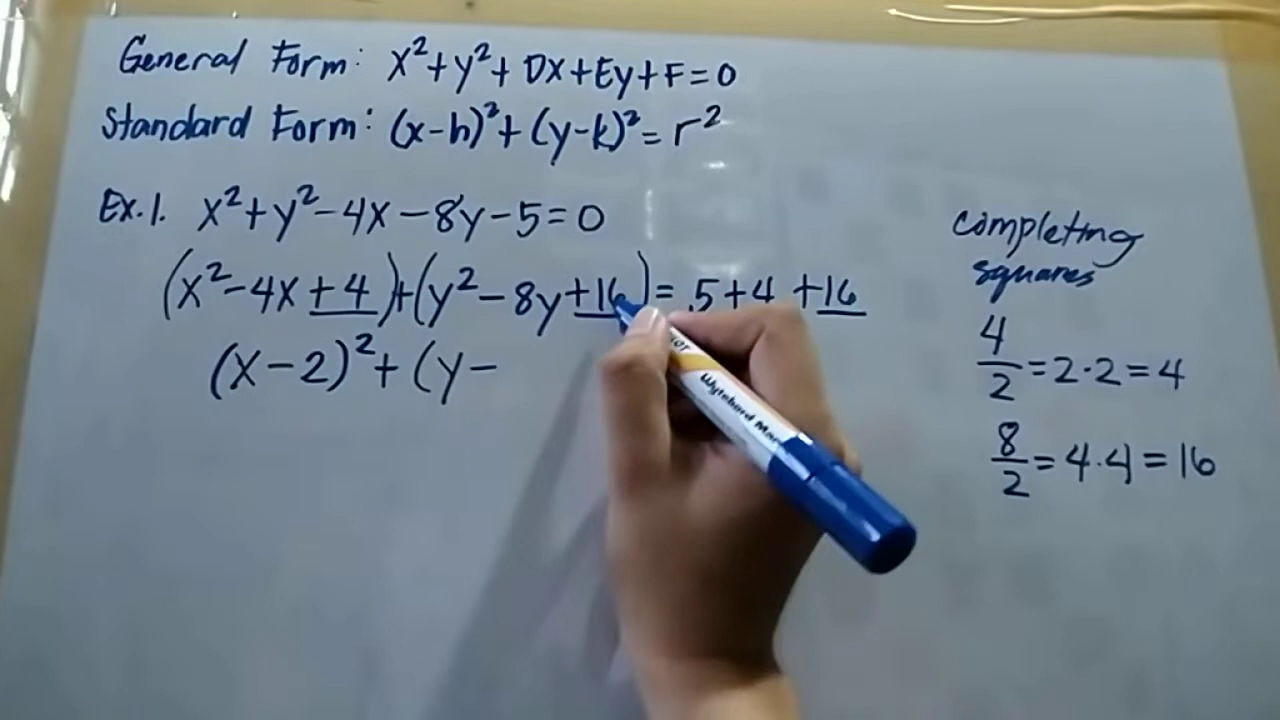 General Form: x²+y²+Dx+Ey+F=0
Standard Form: (x-h)²+(y-k)²=r²
Ex.1. x²+y²-4x-8y-5=0
(x²-4x+4)+(y²-8y+16)=5+4+16
(x-2)²+(y-
completing
squares
4/2=2·2=4
8/2=4·4=16
Wytebord